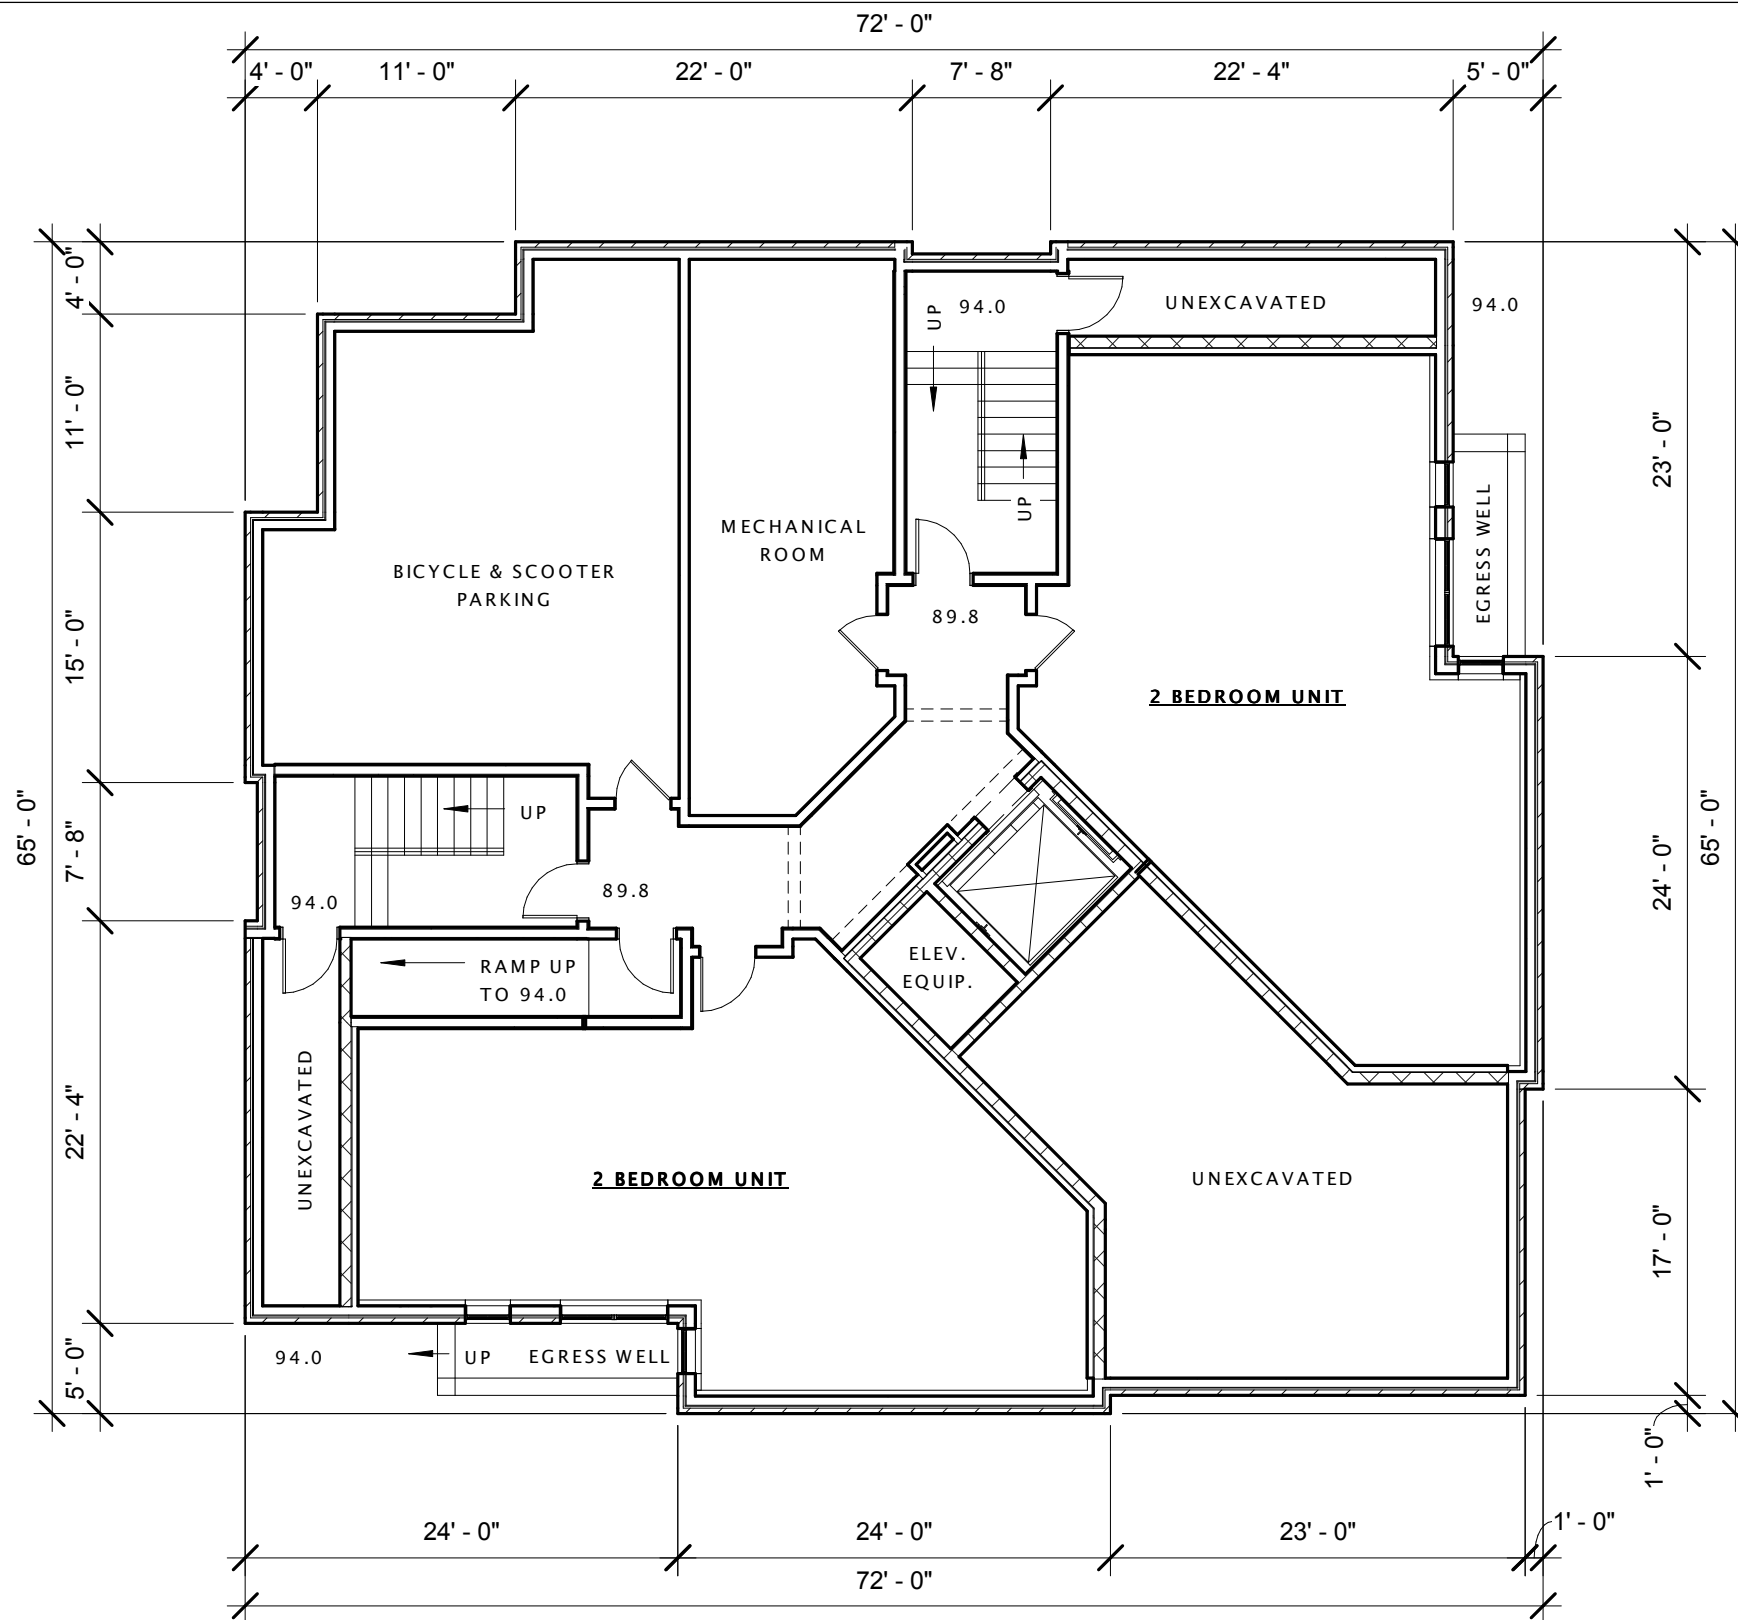 72' - 0"
4' - 0"
11' - 0"
22' - 0"
7' - 8"
22' - 4"
5' - 0"
4' - 0"
11' - 0"
15' - 0"
7' - 8"
22' - 4"
5' - 0"
65' - 0"
UP
94.0
UNEXCAVATED
94.0
UP
MECHANICAL
ROOM
BICYCLE & SCOOTER
PARKING
EGRESS WELL
23' - 0"
89.8
2 BEDROOM UNIT
UP
94.0
89.8
24' - 0"
65' - 0"
ELEV.
EQUIP.
RAMP UP
TO 94.0
UNEXCAVATED
2 BEDROOM UNIT
UNEXCAVATED
17' - 0"
94.0
UP
EGRESS WELL
1' - 0"
24' - 0"
24' - 0"
23' - 0"
1' - 0"
72' - 0"